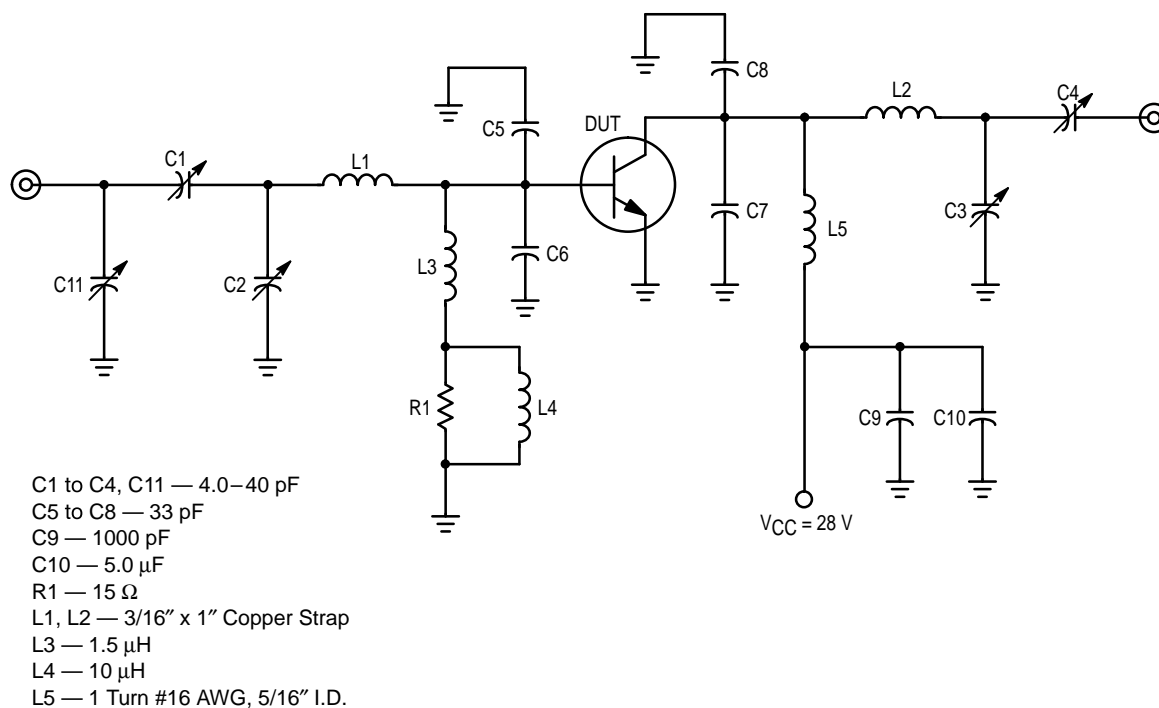 C8
L2
C4
C5
DUT
C1
L1
C7
C3
L5
C6
L3
C11
C2
R1
L4
C9
C10
VCC = 28 V
C1 to C4, C11 — 4.0–40 pF
C5 to C8 — 33 pF
C9 — 1000 pF
C10 — 5.0 μF
R1 — 15 Ω
L1, L2 — 3/16″ x 1″ Copper Strap
L3 — 1.5 μH
L4 — 10 μH
L5 — 1 Turn #16 AWG, 5/16″ I.D.